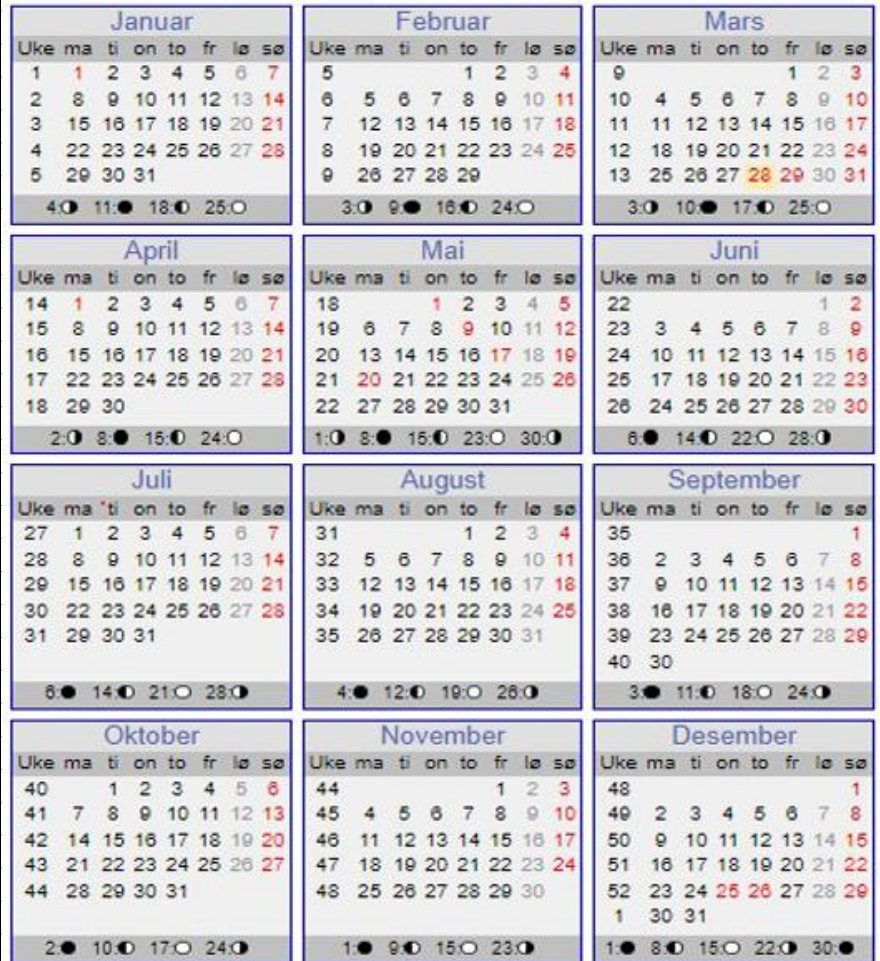 Januar
Uke ma ti on to fr lø sø
1 1 2 3 4 5 6 7
2 8 9 10 11 12 13 14
3 15 16 17 18 19 20 21
4 22 23 24 25 26 27 28
5 29 30 31
4: 11: 18: 25:
Februar
Uke ma ti on to fr lø sø
5 1 2 3 4
6 5 6 7 8 9 10 11
7 12 13 14 15 16 17 18
8 19 20 21 22 23 24 25
9 26 27 28 29
3: 9: 16: 24:
Mars
Uke ma ti on to fr lø sø
9 1 2 3
10 4 5 6 7 8 9 10
11 11 12 13 14 15 16 17
12 18 19 20 21 22 23 24
13 25 26 27 28 29 30 31
3: 10: 17: 25:
April
Uke ma ti on to fr lø sø
14 1 2 3 4 5 6 7
15 8 9 10 11 12 13 14
16 15 16 17 18 19 20 21
17 22 23 24 25 26 27 28
18 29 30
2: 8: 15: 24:
Mai
Uke ma ti on to fr lø sø
18 1 2 3 4 5
19 6 7 8 9 10 11 12
20 13 14 15 16 17 18 19
21 20 21 22 23 24 25 26
22 27 28 29 30 31
1: 8: 15: 23: 30:
Juni
Uke ma ti on to fr lø sø
22 1 2
23 3 4 5 6 7 8 9
24 10 11 12 13 14 15 16
25 17 18 19 20 21 22 23
26 24 25 26 27 28 29 30
6: 14: 22: 28:
Juli
Uke ma ti on to fr lø sø
27 1 2 3 4 5 6 7
28 8 9 10 11 12 13 14
29 15 16 17 18 19 20 21
30 22 23 24 25 26 27 28
31 29 30 31
6: 14: 21: 28:
August
Uke ma ti on to fr lø sø
31 1 2 3 4
32 5 6 7 8 9 10 11
33 12 13 14 15 16 17 18
34 19 20 21 22 23 24 25
35 26 27 28 29 30 31
4: 12: 19: 26:
September
Uke ma ti on to fr lø sø
35 1
36 2 3 4 5 6 7 8
37 9 10 11 12 13 14 15
38 16 17 18 19 20 21 22
39 23 24 25 26 27 28 29
40 30
3: 11: 18: 24:
Oktober
Uke ma ti on to fr lø sø
40 1 2 3 4 5 6
41 7 8 9 10 11 12 13
42 14 15 16 17 18 19 20
43 21 22 23 24 25 26 27
44 28 29 30 31
2: 10: 17: 24:
November
Uke ma ti on to fr lø sø
44 1 2 3
45 4 5 6 7 8 9 10
46 11 12 13 14 15 16 17
47 18 19 20 21 22 23 24
48 25 26 27 28 29 30
1: 9: 15: 23:
Desember
Uke ma ti on to fr lø sø
48 1
49 2 3 4 5 6 7 8
50 9 10 11 12 13 14 15
51 16 17 18 19 20 21 22
52 23 24 25 26 27 28 29
1 30 31
1: 8: 15: 22: 30: